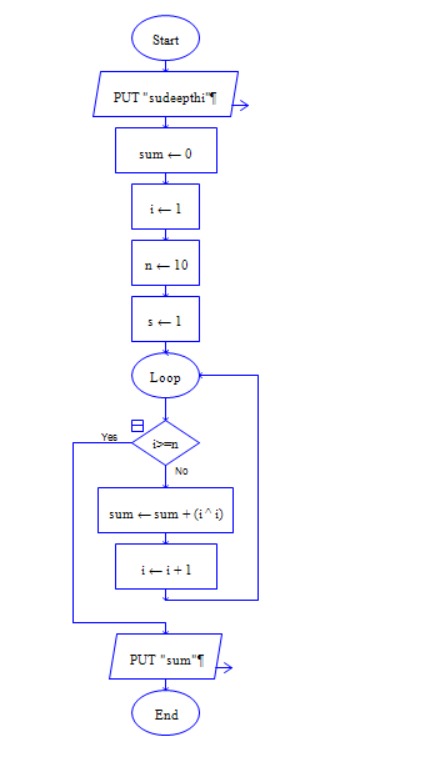 Start
PUT "sudeepthi"¶
sum ← 0
i ← 1
n ← 10
s ← 1
Loop
Yes
i>=n
No
sum ← sum + (i^i)
i ← i + 1
PUT "sum"¶
End